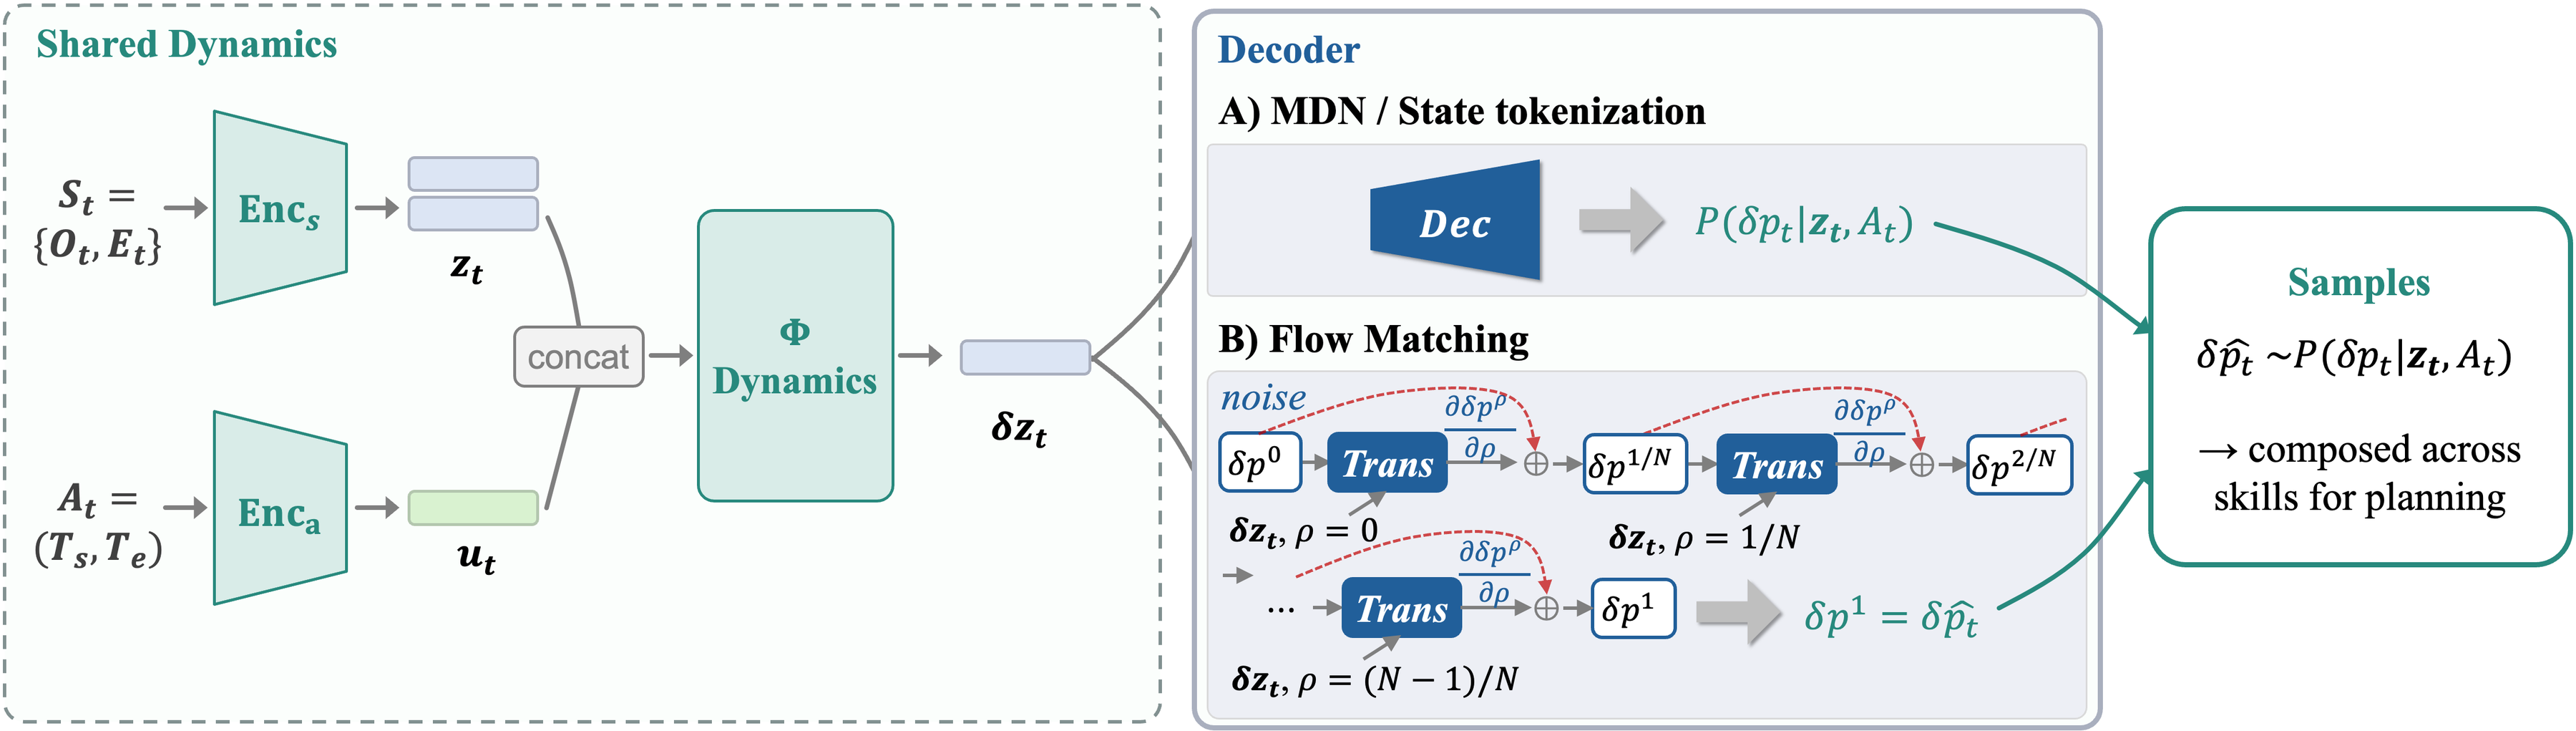 Shared Dynamics
S_t =
{O_t, E_t}
Enc_s
z_t
A_t =
(T_s, T_e)
Enc_a
u_t
concat
Φ
Dynamics
δz_t
Decoder
A) MDN / State tokenization
Dec
P(δp_t|z_t, A_t)
B) Flow Matching
noise
δp^0
Trans
∂δp^ρ
∂ρ
⊕
δp^{1/N}
Trans
∂δp^ρ
∂ρ
⊕
δp^{2/N}
δz_t, ρ = 0
δz_t, ρ = 1/N
...
Trans
∂δp^ρ
∂ρ
⊕
δp^1
δp^1 = δp̂_t
δz_t, ρ = (N − 1)/N
Samples
δp̂_t ~P(δp_t|z_t, A_t)
→ composed across
skills for planning